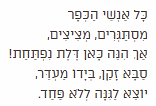 כָּל אַנְשֵׁי הַכְּפָר
מִסְתַּגְּרִים, מְצִיצִים,
אַךְ הִנֵּה כָּאן דֶּלֶת נִפְתַּחַת!
סַבָּא זָקֵן, בְּיָדוֹ מַעְדֵּר,
יוֹצֵא לַגִּנָּה לְלֹא פַּחַד.